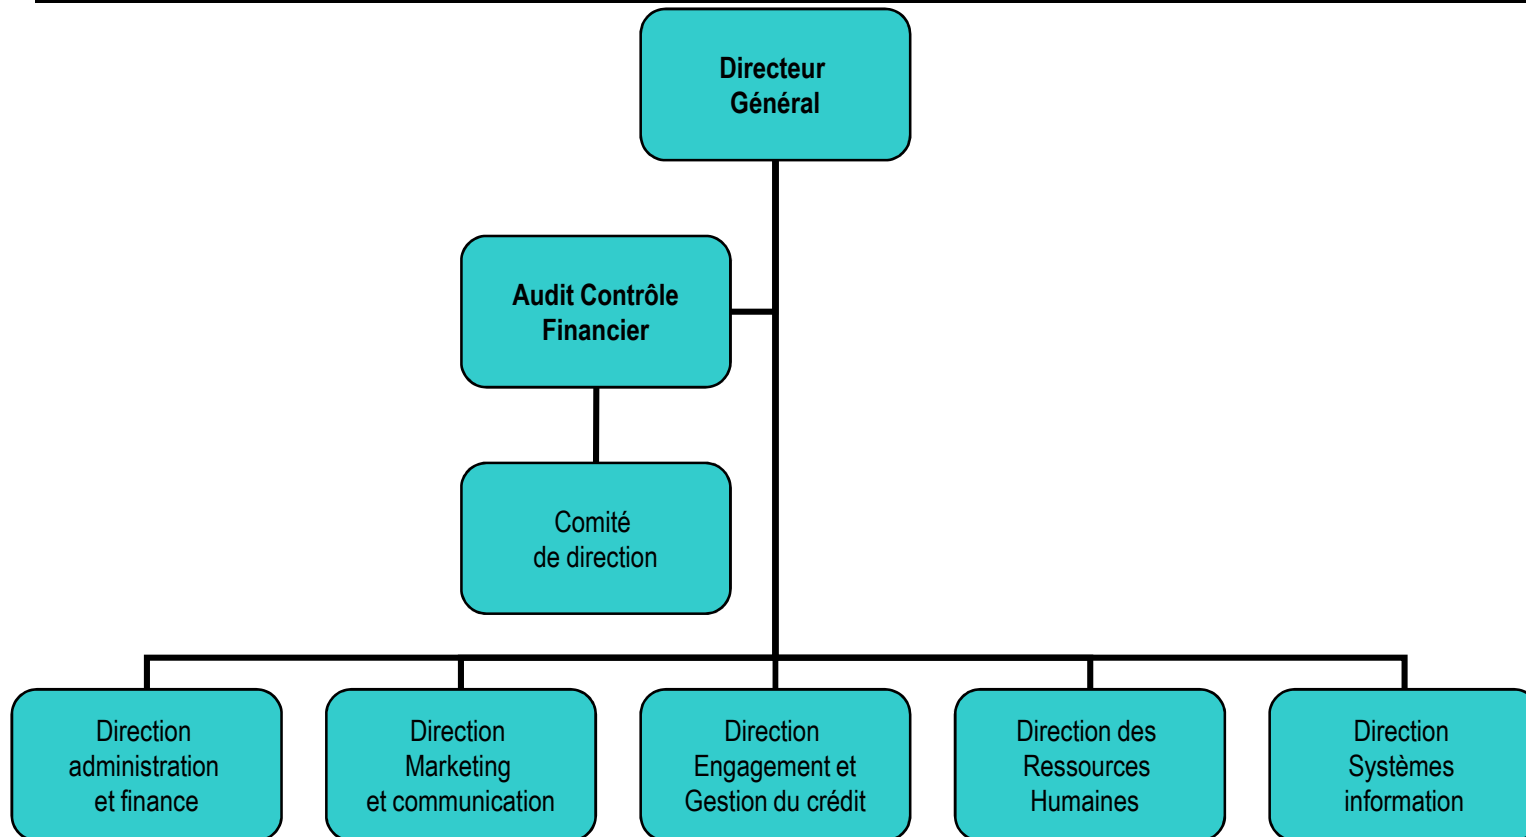 Directeur
Général
Audit Contrôle
Financier
Comité
de direction
Direction
administration
et finance
Direction
Marketing
et communication
Direction
Engagement et
Gestion du crédit
Direction des
Ressources
Humaines
Direction
Systèmes
information